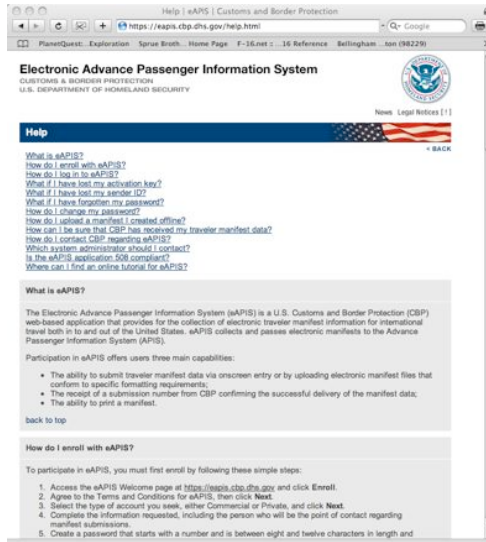 Help | eAPIS | Customs and Border Protection
https://eapis.cbp.dhs.gov/help.html
Google
PlanetQuest: Exploration Sprue Broth... Home Page F-16.net :: ...16 Reference Bellingham ...ton (98229)
Electronic Advance Passenger Information System
CUSTOMS & BORDER PROTECTION
U.S. DEPARTMENT OF HOMELAND SECURITY
News Legal Notices [ ! ]
Help
< BACK
What is eAPIS?
How do I enroll with eAPIS?
How do I log in to eAPIS?
What if I have lost my activation key?
What if I have lost my sender ID?
What if I have forgotten my password?
How do I change my password?
How do I upload a manifest I created offline?
How can I be sure that CBP has received my traveler manifest data?
How do I contact CBP regarding eAPIS?
Which system administrator should I contact?
Is the eAPIS application 508 compliant?
Where can I find an online tutorial for eAPIS?
What is eAPIS?
The Electronic Advance Passenger Information System (eAPIS) is a U.S. Customs and Border Protection (CBP)
web-based application that provides for the collection of electronic traveler manifest information for international
travel both in to and out of the United States. eAPIS collects and passes electronic manifests to the Advance
Passenger Information System (APIS).
Participation in eAPIS offers users three main capabilities:
• The ability to submit traveler manifest data via onscreen entry or by uploading electronic manifest files that
conform to specific formatting requirements;
• The receipt of a submission number from CBP confirming the successful delivery of the manifest data;
• The ability to print a manifest.
back to top
How do I enroll with eAPIS?
To participate in eAPIS, you must first enroll by following these simple steps:
1. Access the eAPIS Welcome page at https://eapis.cbp.dhs.gov and click Enroll.
2. Agree to the Terms and Conditions for eAPIS, then click Next.
3. Select the type of account you seek, either Commercial or Private, and click Next.
4. Complete the information requested, including the person who will be the point of contact regarding
manifest submissions.
5. Create a password that starts with a number and is between eight and twelve characters in length and